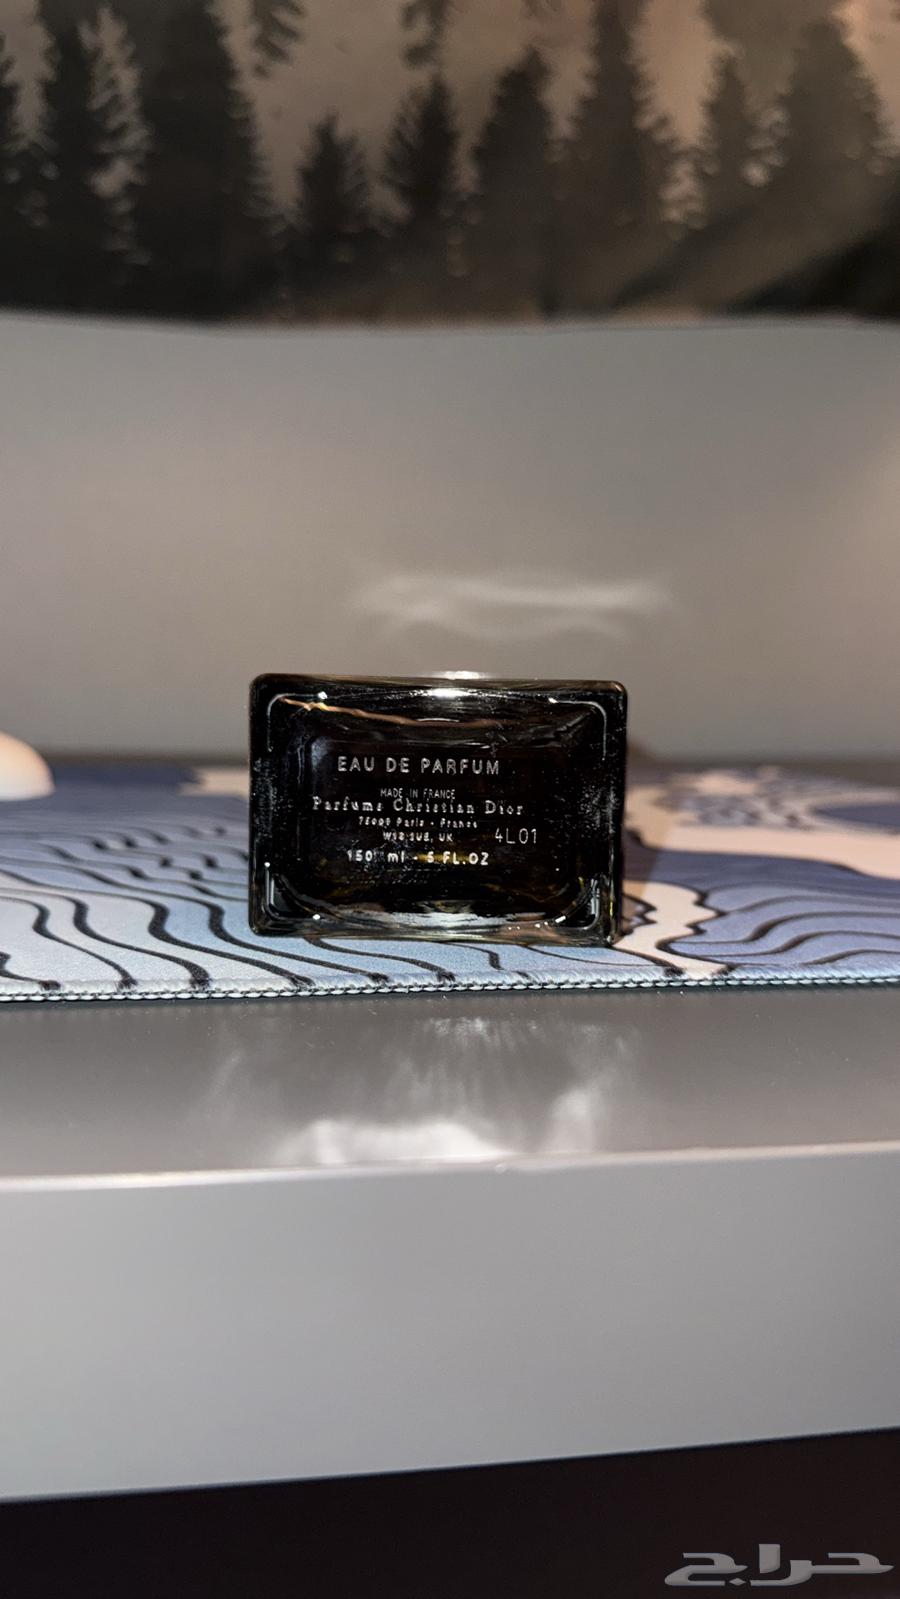 EAU DE PARFUM
MADE IN FRANCE
Parfums Christian Dior
75008 Paris - France
W1S 2UE, UK
4L01
150 ml - 5 FL.OZ
حراج